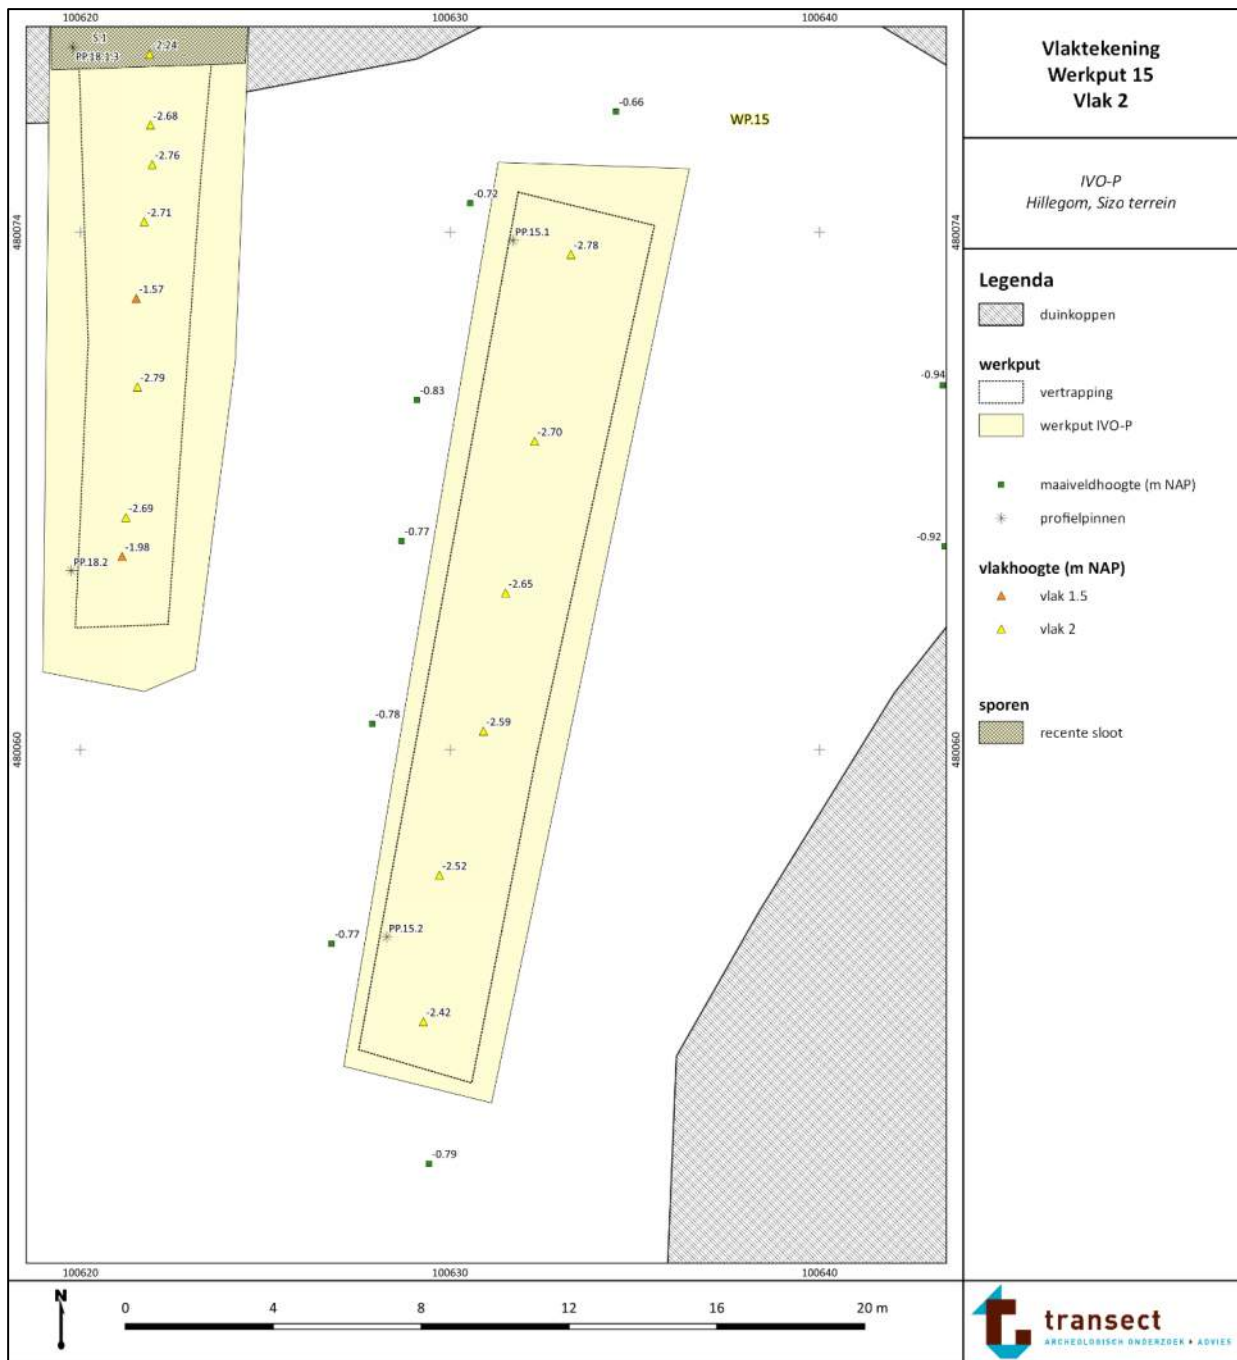 100620 100630 100640
S.1
PP.18.1.3
-2.24
-0.66
WP.15
-2.68
-2.76
-0.72
-2.71
480074
PP.15.1
-2.78
480074
-1.57
-2.79
-0.83
-0.94
-2.70
-2.69
-0.77
-0.92
-1.98
PP.18.2
-2.65
-0.78
-2.59
480060
480060
-2.52
-0.77
PP.15.2
-2.42
-0.79
100620 100630 100640
N
0 4 8 12 16 20 m
Vlaktekening
Werkput 15
Vlak 2
IVO-P
Hillegom, Sizo terrein
Legenda
duinkoppen
werkput
vertrapping
werkput IVO-P
maaiveldhoogte (m NAP)
profielpinnen
vlakhoogte (m NAP)
vlak 1.5
vlak 2
sporen
recente sloot
transect
ARCHEOLOGISCH ONDERZOEK • ADVIES